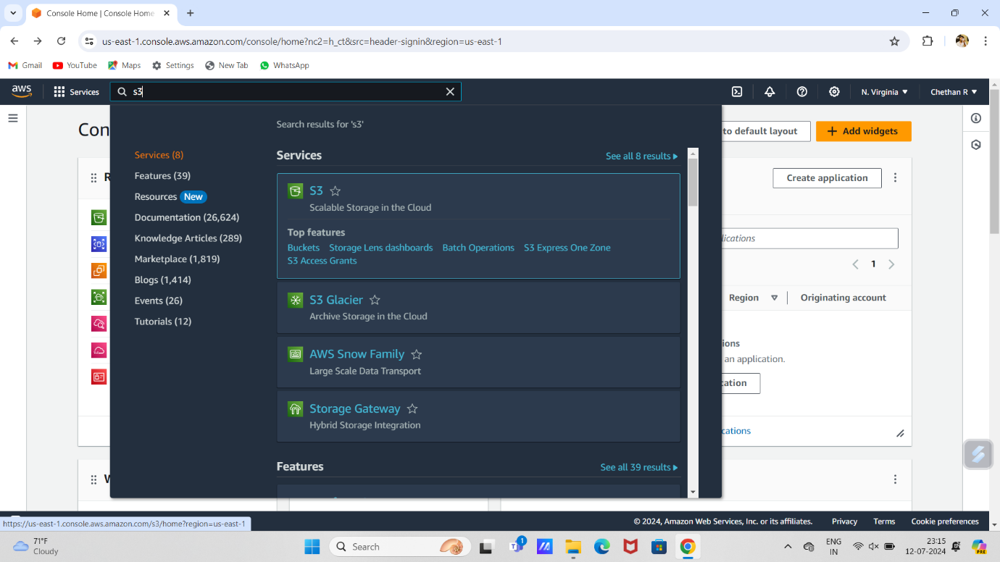 Console Home | Console Home
us-east-1.console.aws.amazon.com/console/home?nc2=h_ct&src=header-signin&region=us-east-1
Gmail YouTube Maps Settings New Tab WhatsApp
aws Services s3 N. Virginia Chethan R
Con to default layout + Add widgets
Search results for 's3'
Services (8)
Features (39)
Resources New
Documentation (26,624)
Knowledge Articles (289)
Marketplace (1,819)
Blogs (1,414)
Events (26)
Tutorials (12)
Services See all 8 results
S3
Scalable Storage in the Cloud
Top features
Buckets Storage Lens dashboards Batch Operations S3 Express One Zone
S3 Access Grants
S3 Glacier
Archive Storage in the Cloud
AWS Snow Family
Large Scale Data Transport
Storage Gateway
Hybrid Storage Integration
Features See all 39 results
Create application
lications
1
Region Originating account
ions
an application.
cation
cations
https://us-east-1.console.aws.amazon.com/s3/home?region=us-east-1
© 2024, Amazon Web Services, Inc. or its affiliates. Privacy Terms Cookie preferences
71°F
Cloudy
Search
1
ENG
IN
23:15
12-07-2024
PRE